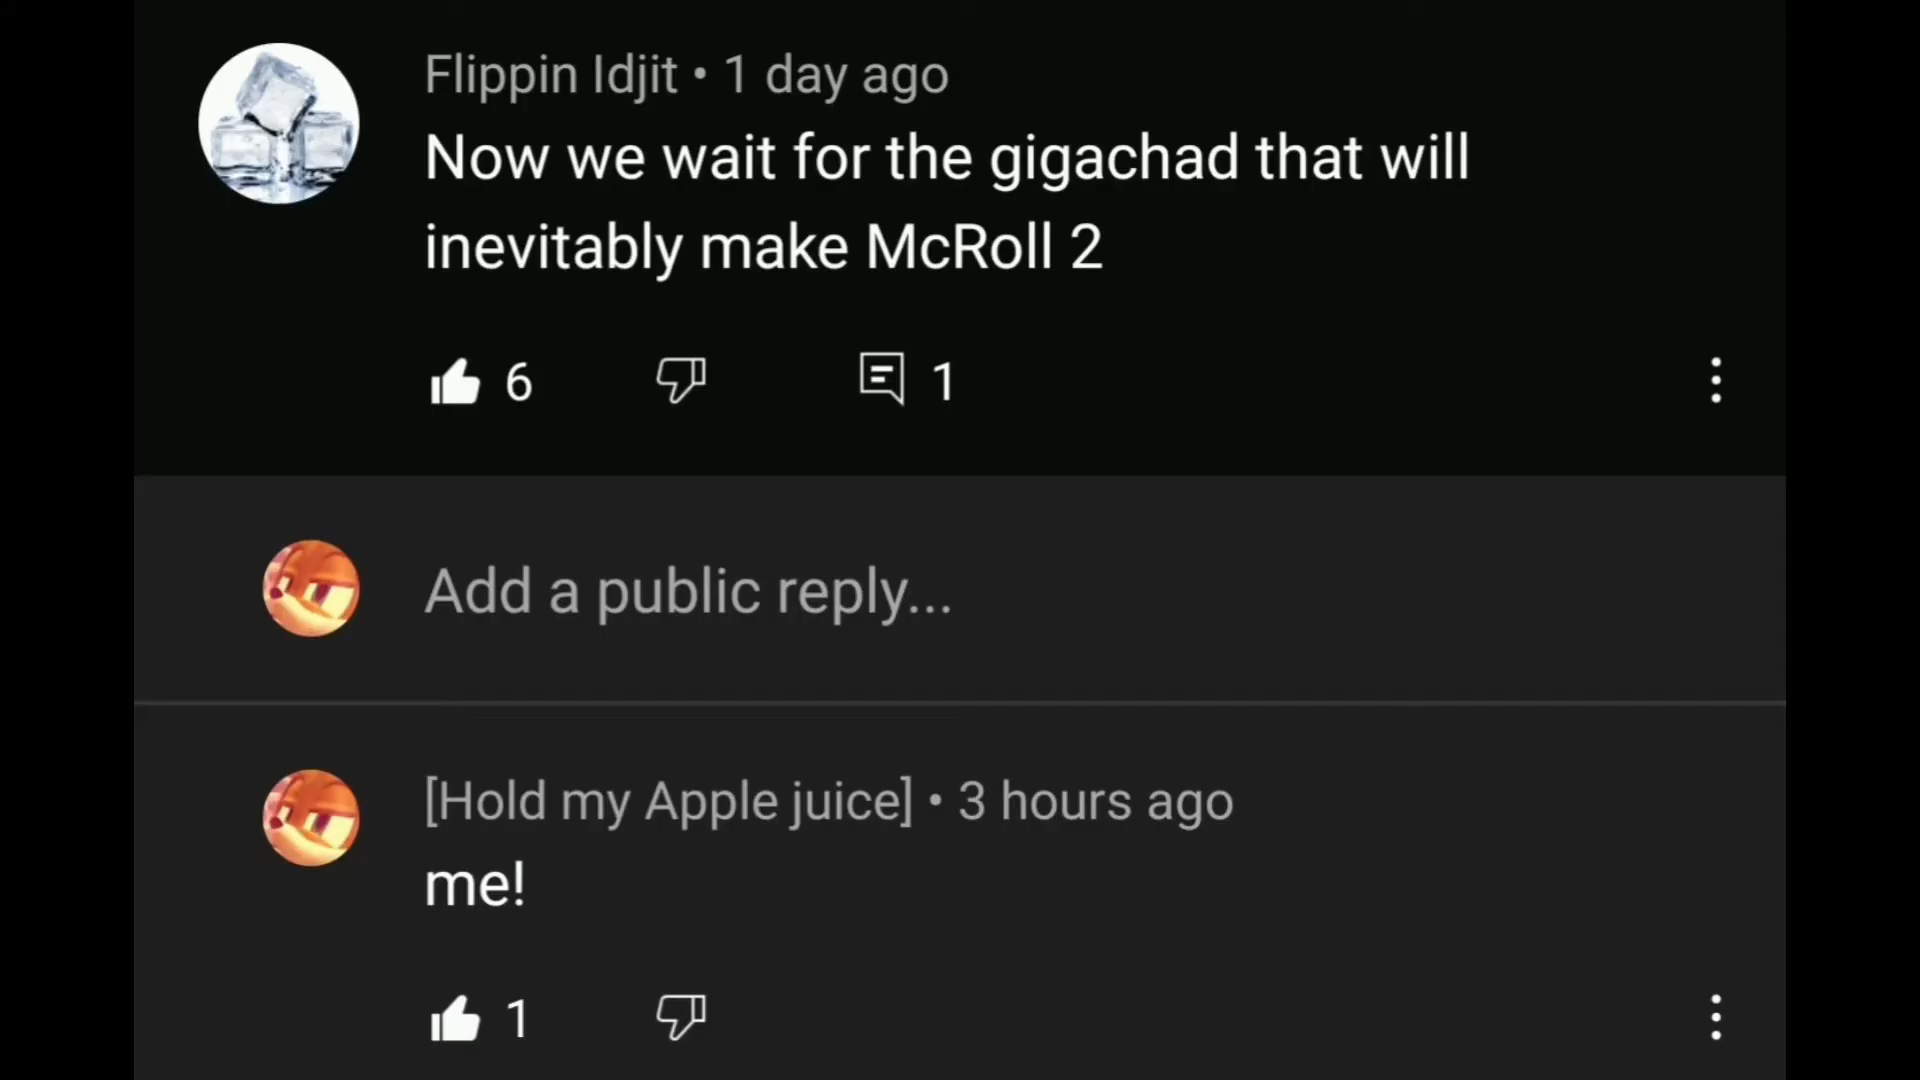 Flippin Idjit • 1 day ago
Now we wait for the gigachad that will
inevitably make McRoll 2
6 1
Add a public reply...
[Hold my Apple juice] • 3 hours ago
me!
1